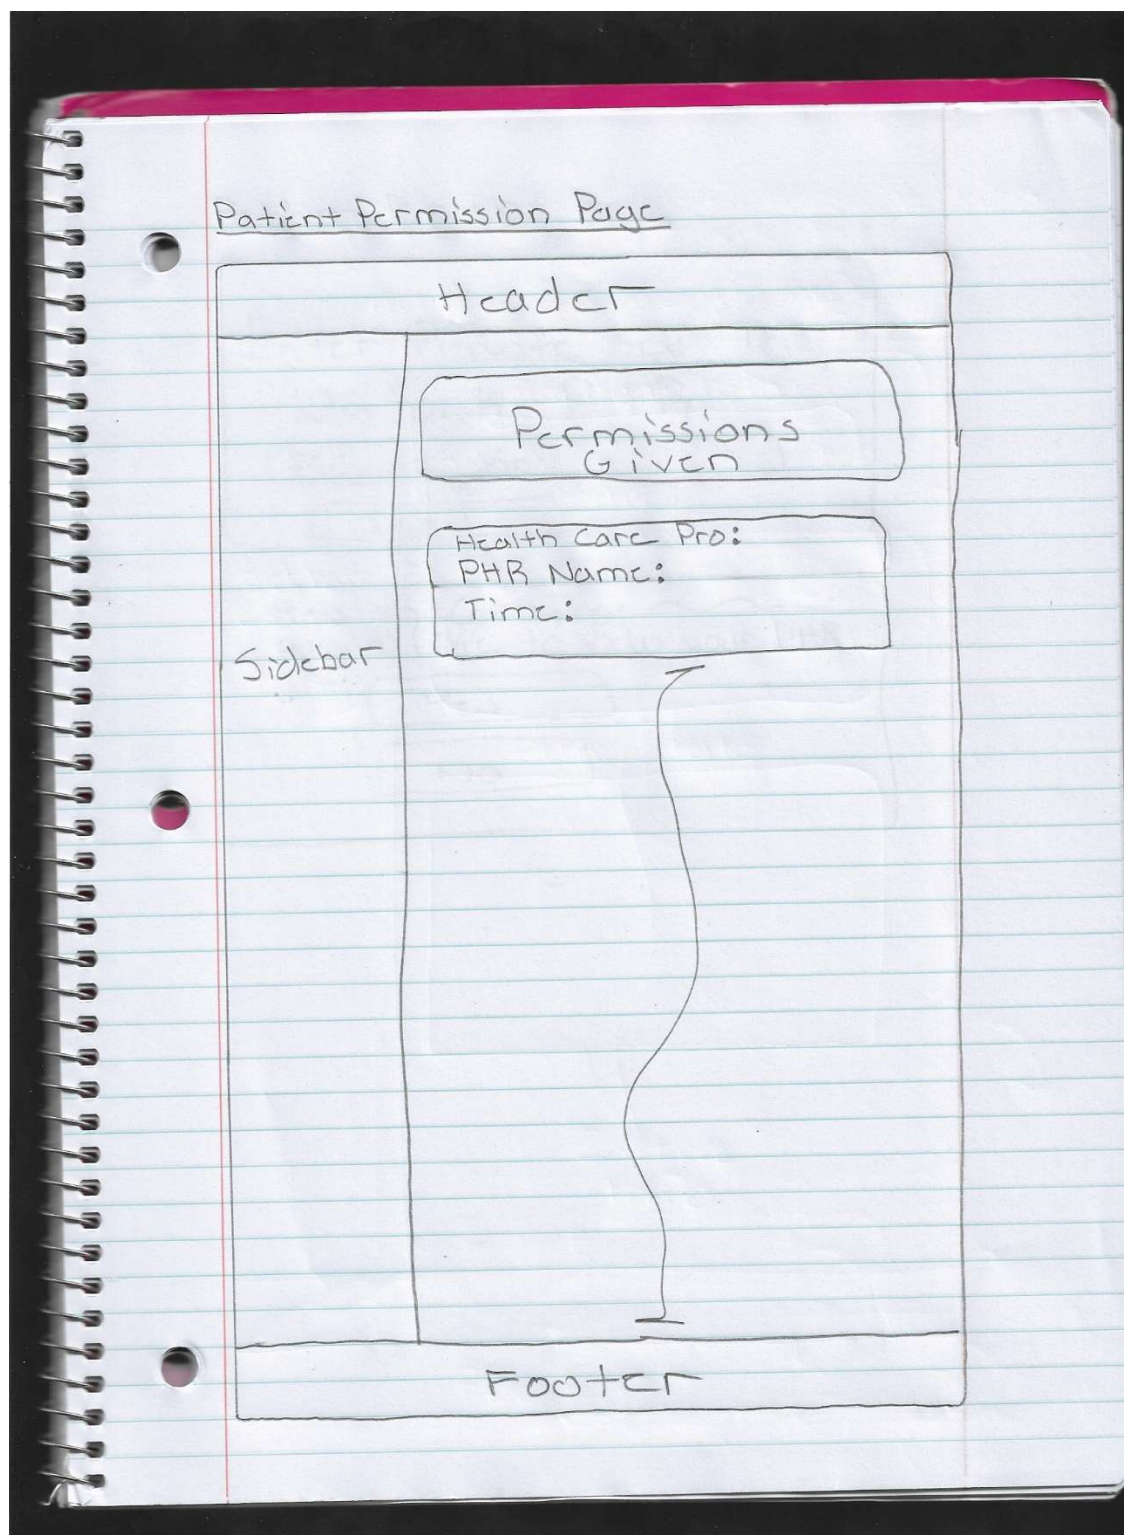 Patient Permission Page
Header
Permissions
Given
Health Care Pro:
PHR Name:
Time:
Sidebar
Footer